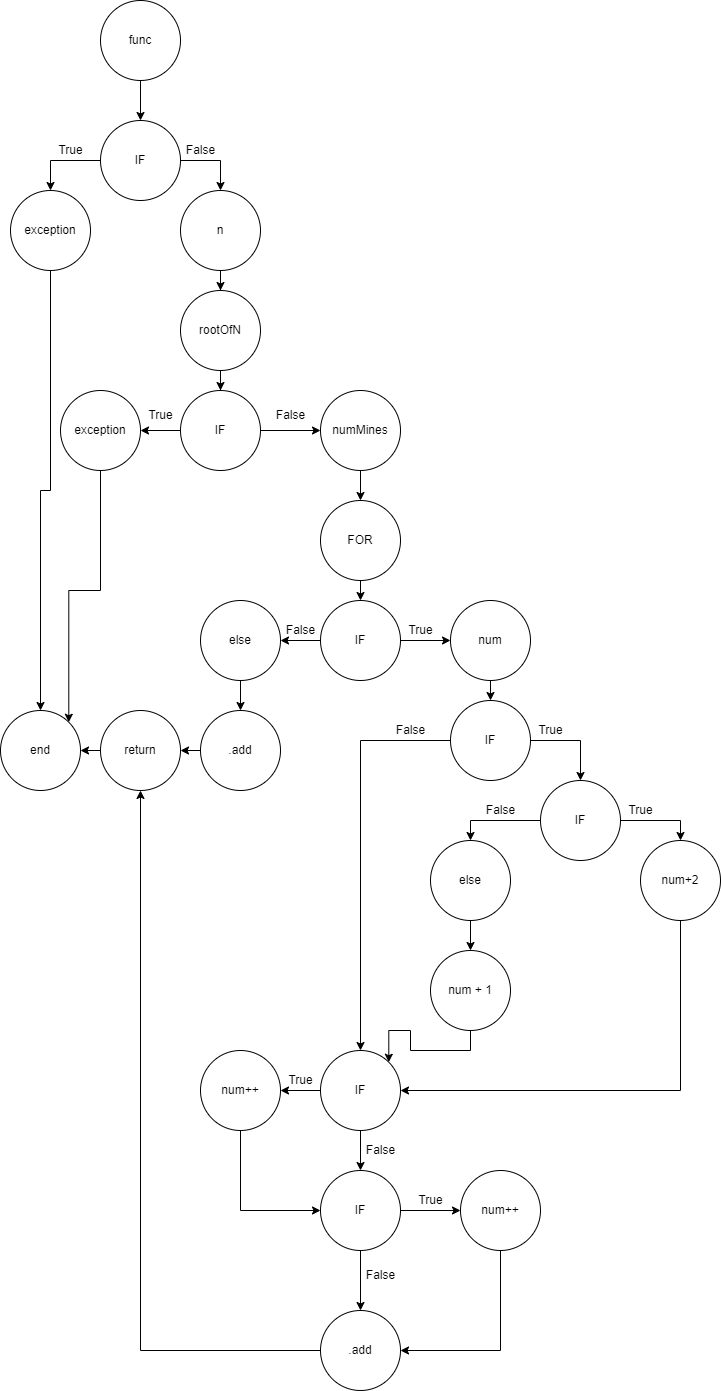 func
IF
True
False
exception
n
rootOfN
IF
True
False
exception
numMines
FOR
IF
False
True
else
num
IF
False
True
end
return
.add
IF
False
True
else
num+2
num + 1
IF
True
num++
False
IF
True
num++
False
.add